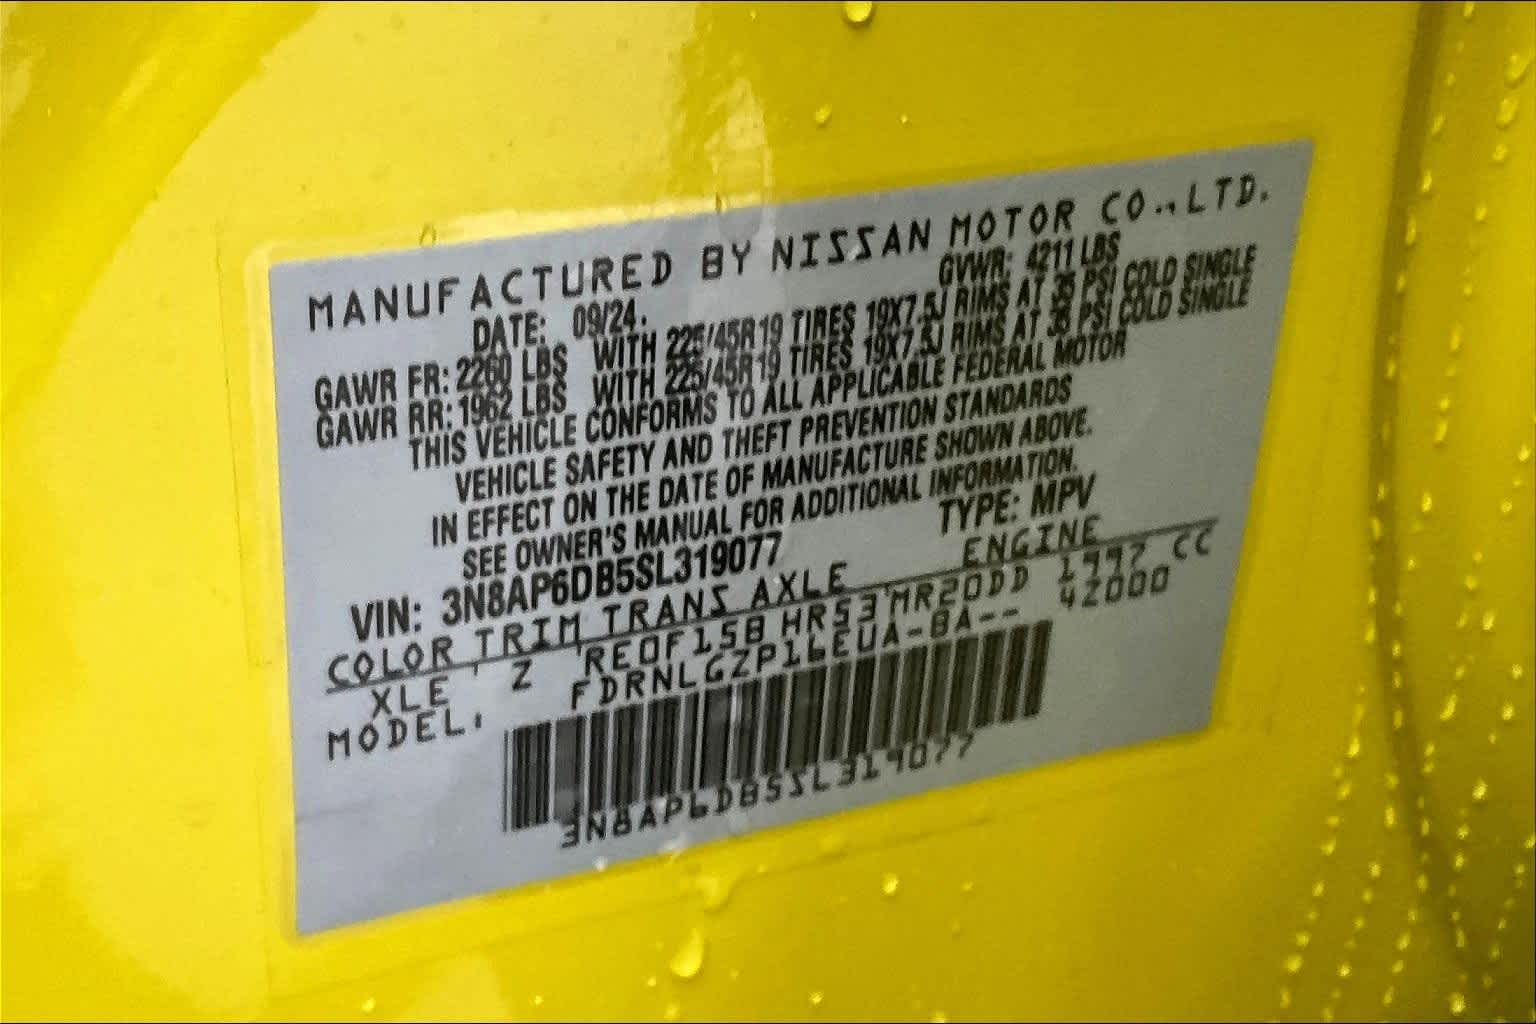 MANUFACTURED BY NISSAN MOTOR CO., LTD.
DATE: 09/24. GVWR: 4211 LBS
GAWR FR: 2260 LBS WITH 225/45R19 TIRES 19X7.5J RIMS AT 35 PSI COLD SINGLE
GAWR RR: 1962 LBS WITH 225/45R19 TIRES 19X7.5J RIMS AT 38 PSI COLD SINGLE
THIS VEHICLE CONFORMS TO ALL APPLICABLE FEDERAL MOTOR
VEHICLE SAFETY AND THEFT PREVENTION STANDARDS
IN EFFECT ON THE DATE OF MANUFACTURE SHOWN ABOVE.
SEE OWNER'S MANUAL FOR ADDITIONAL INFORMATION.
VIN: 3N8AP6DB5SL319077 TYPE: MPV
COLOR TRIM TRANS AXLE ENGINE
XLE Z RE0F15B HR53 MR20DD 1997 CC
MODEL: FDRNLGZP16EUA-BA-- 4Z000
3N8AP6DB5SL319077